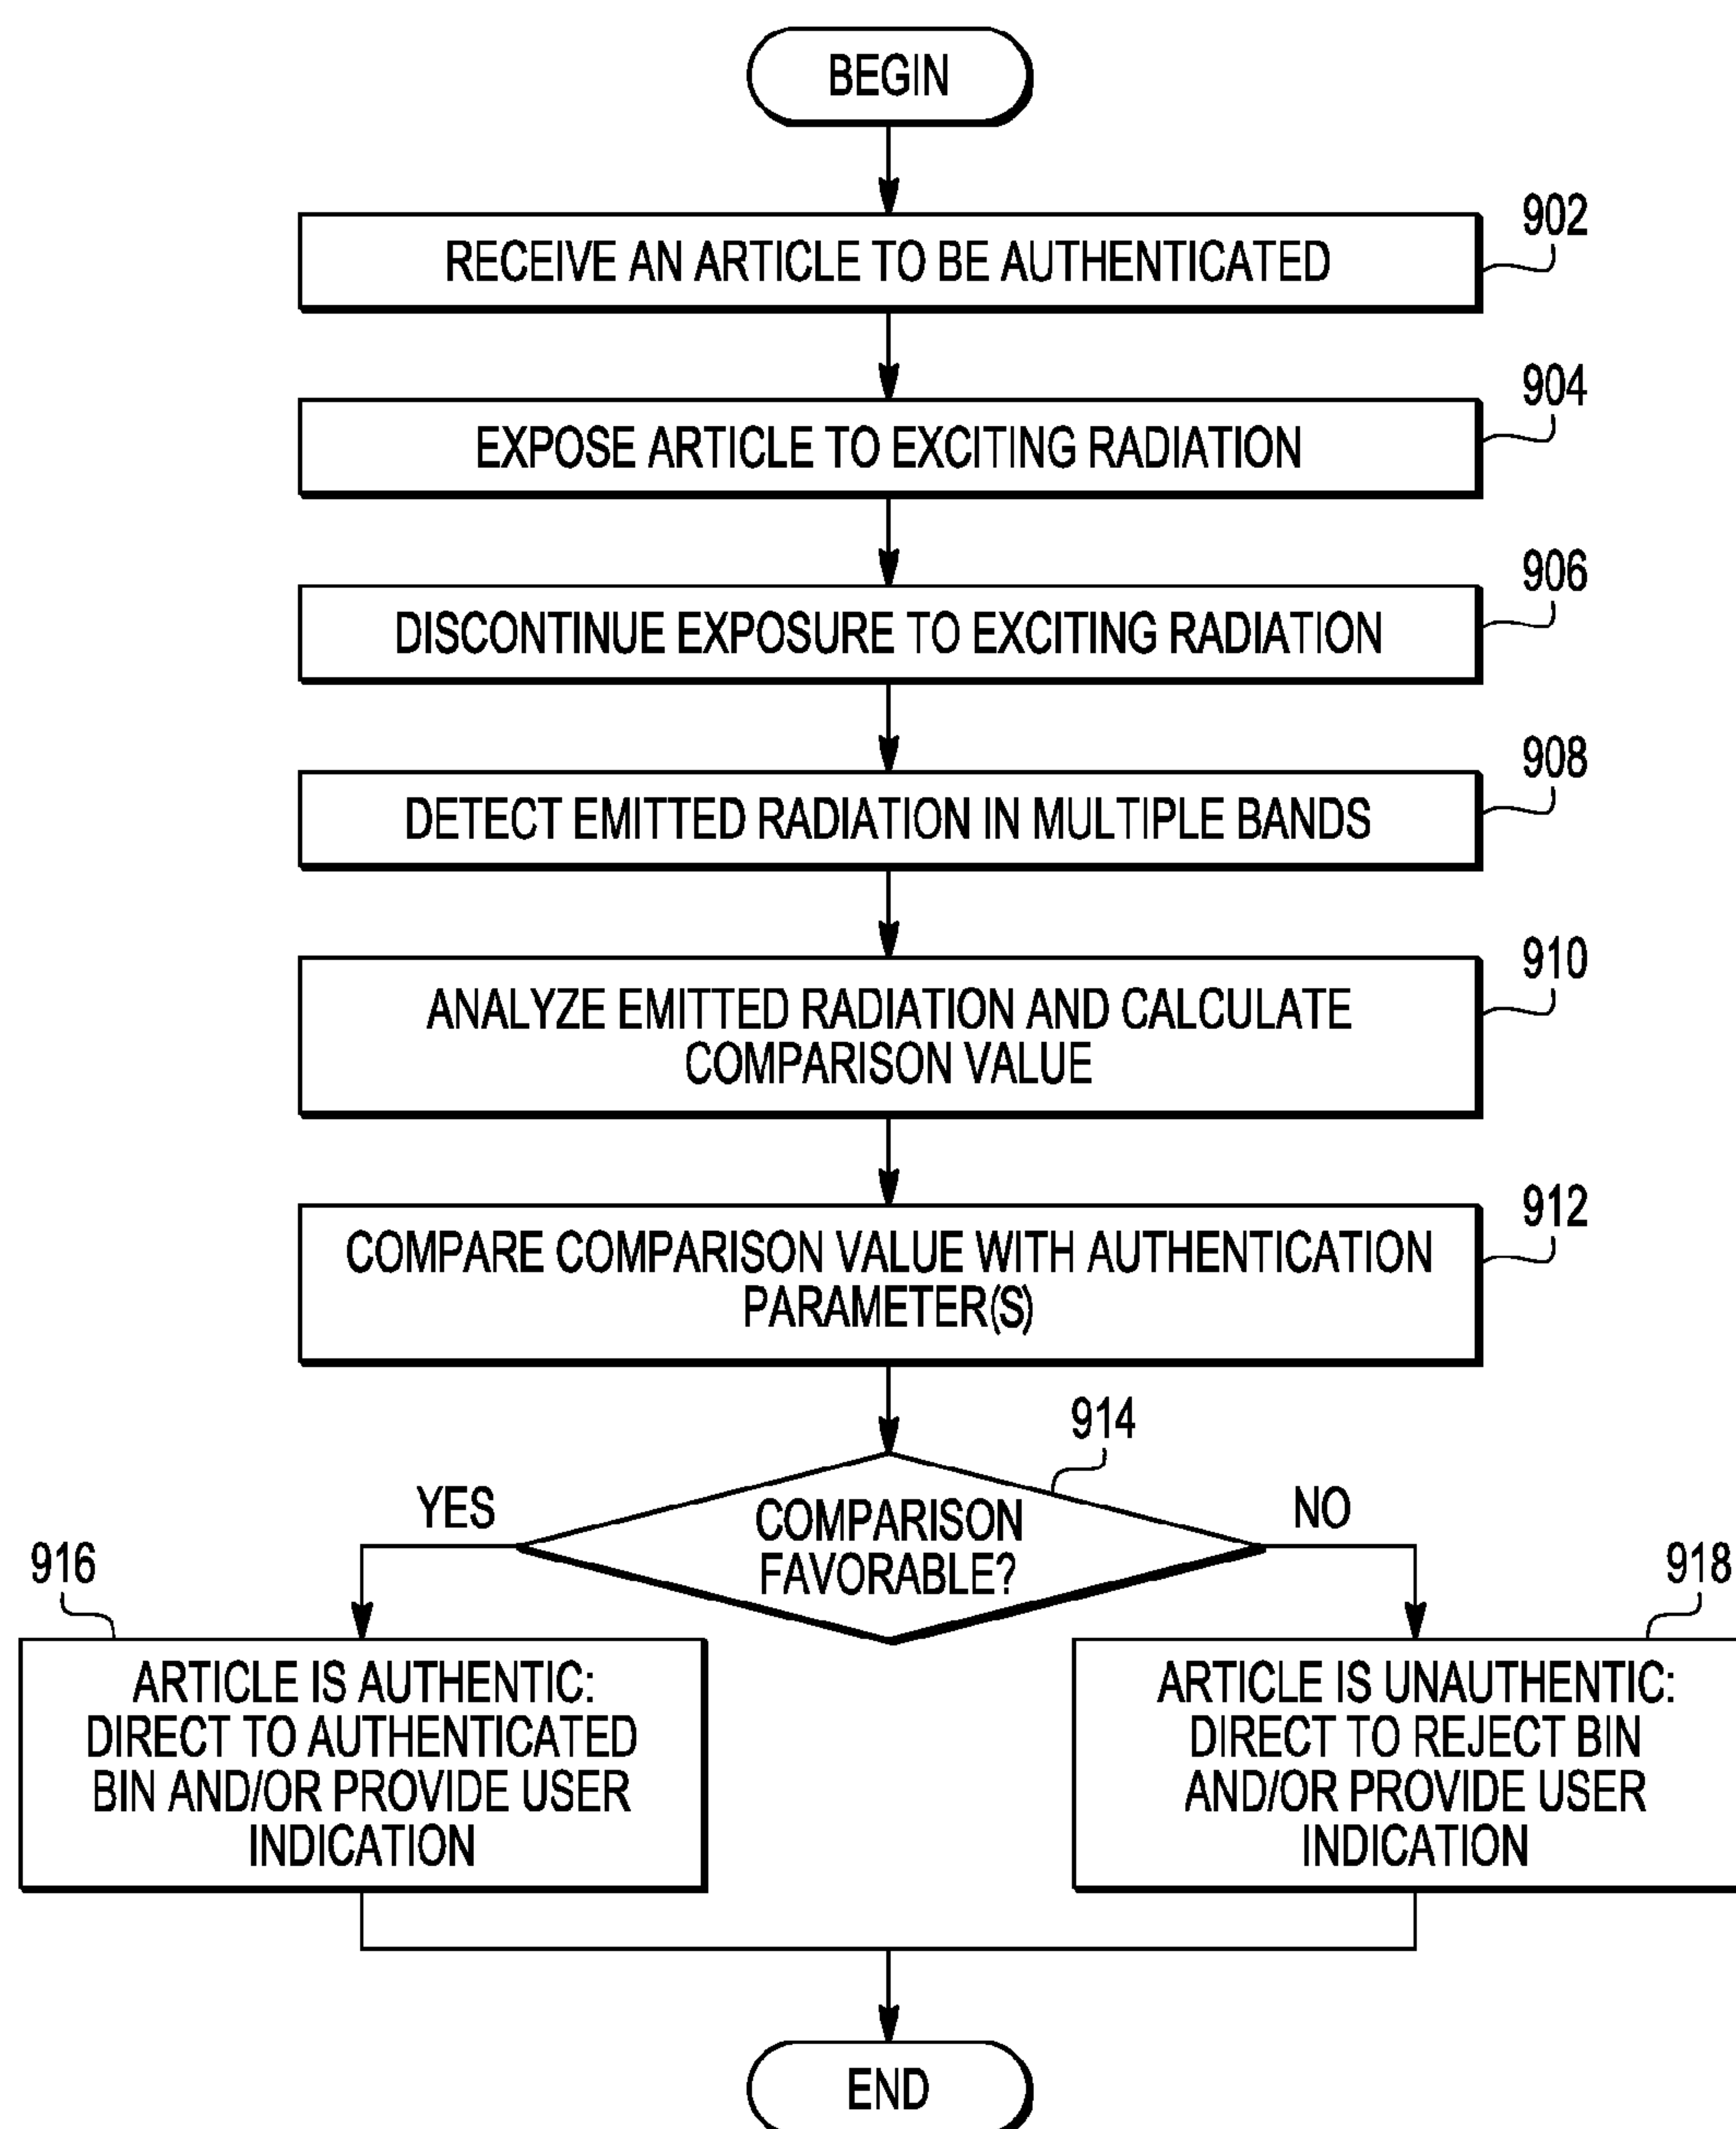 BEGIN
RECEIVE AN ARTICLE TO BE AUTHENTICATED
902
EXPOSE ARTICLE TO EXCITING RADIATION
904
DISCONTINUE EXPOSURE TO EXCITING RADIATION
906
DETECT EMITTED RADIATION IN MULTIPLE BANDS
908
ANALYZE EMITTED RADIATION AND CALCULATE
COMPARISON VALUE
910
COMPARE COMPARISON VALUE WITH AUTHENTICATION
PARAMETER(S)
912
914
COMPARISON
FAVORABLE?
YES
NO
916
ARTICLE IS AUTHENTIC:
DIRECT TO AUTHENTICATED
BIN AND/OR PROVIDE USER
INDICATION
918
ARTICLE IS UNAUTHENTIC:
DIRECT TO REJECT BIN
AND/OR PROVIDE USER
INDICATION
END